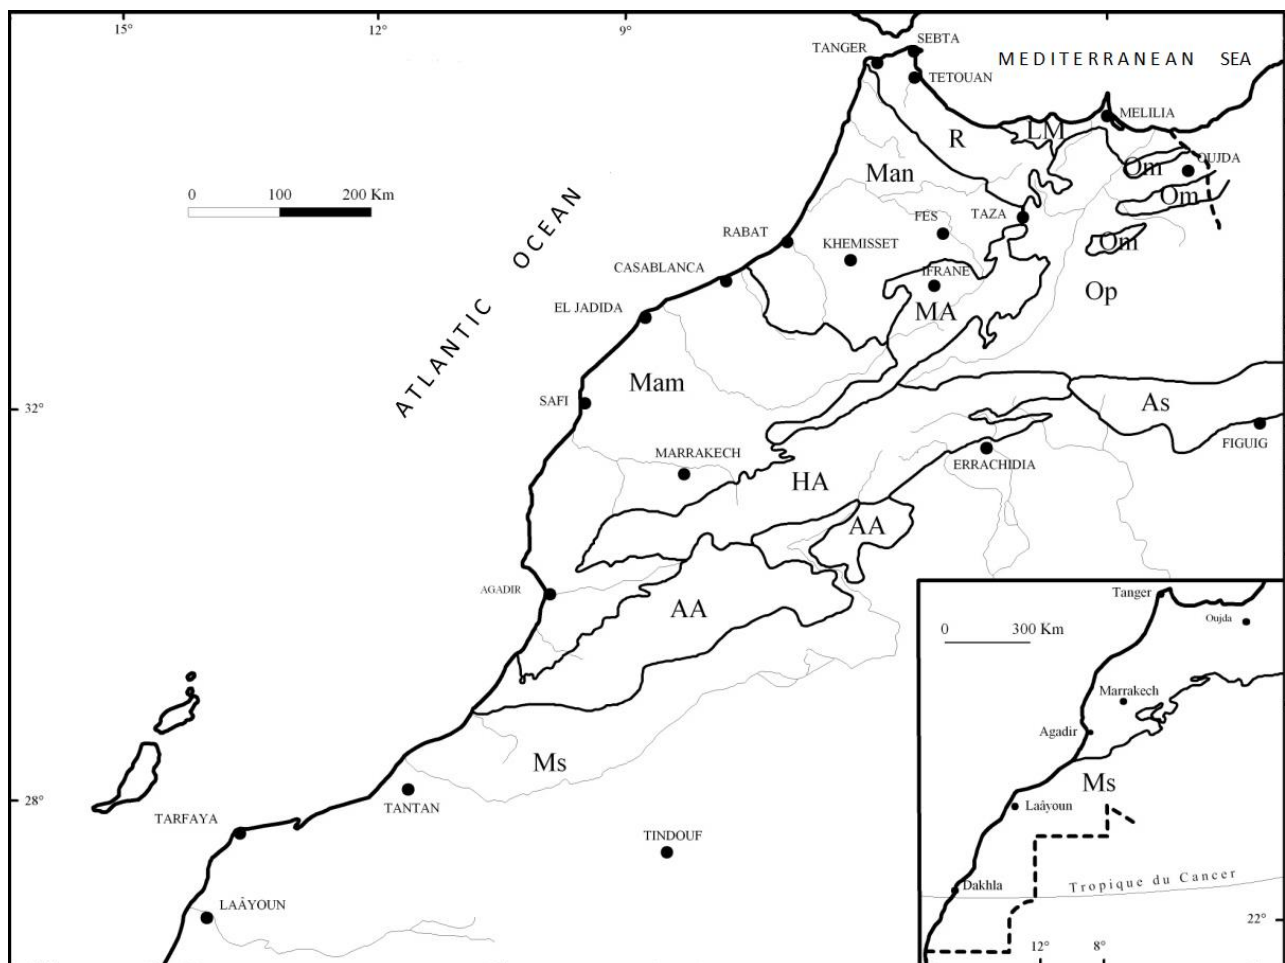 15°
12°
9°
SEBTA
TANGER
MEDITERRANEAN SEA
TETOUAN
MELILIA
LM
R
OUJDA
Om
Man
Om
0 100 200 Km
TAZA
FÈS
ATLANTIC OCEAN
RABAT
KHEMISSET
Om
CASABLANCA
IFRANE
Op
EL JADIDA
MA
Mam
SAFI
As
32°
FIGUIG
MARRAKECH
ERRACHIDIA
HA
AA
AGADIR
AA
Ms
28°
TANTAN
TARFAYA
TINDOUF
LAÂYOUN
Tanger
Oujda
0 300 Km
Marrakech
Agadir
Ms
Laâyoun
Tropique du Cancer
Dakhla
22°
12° 8°